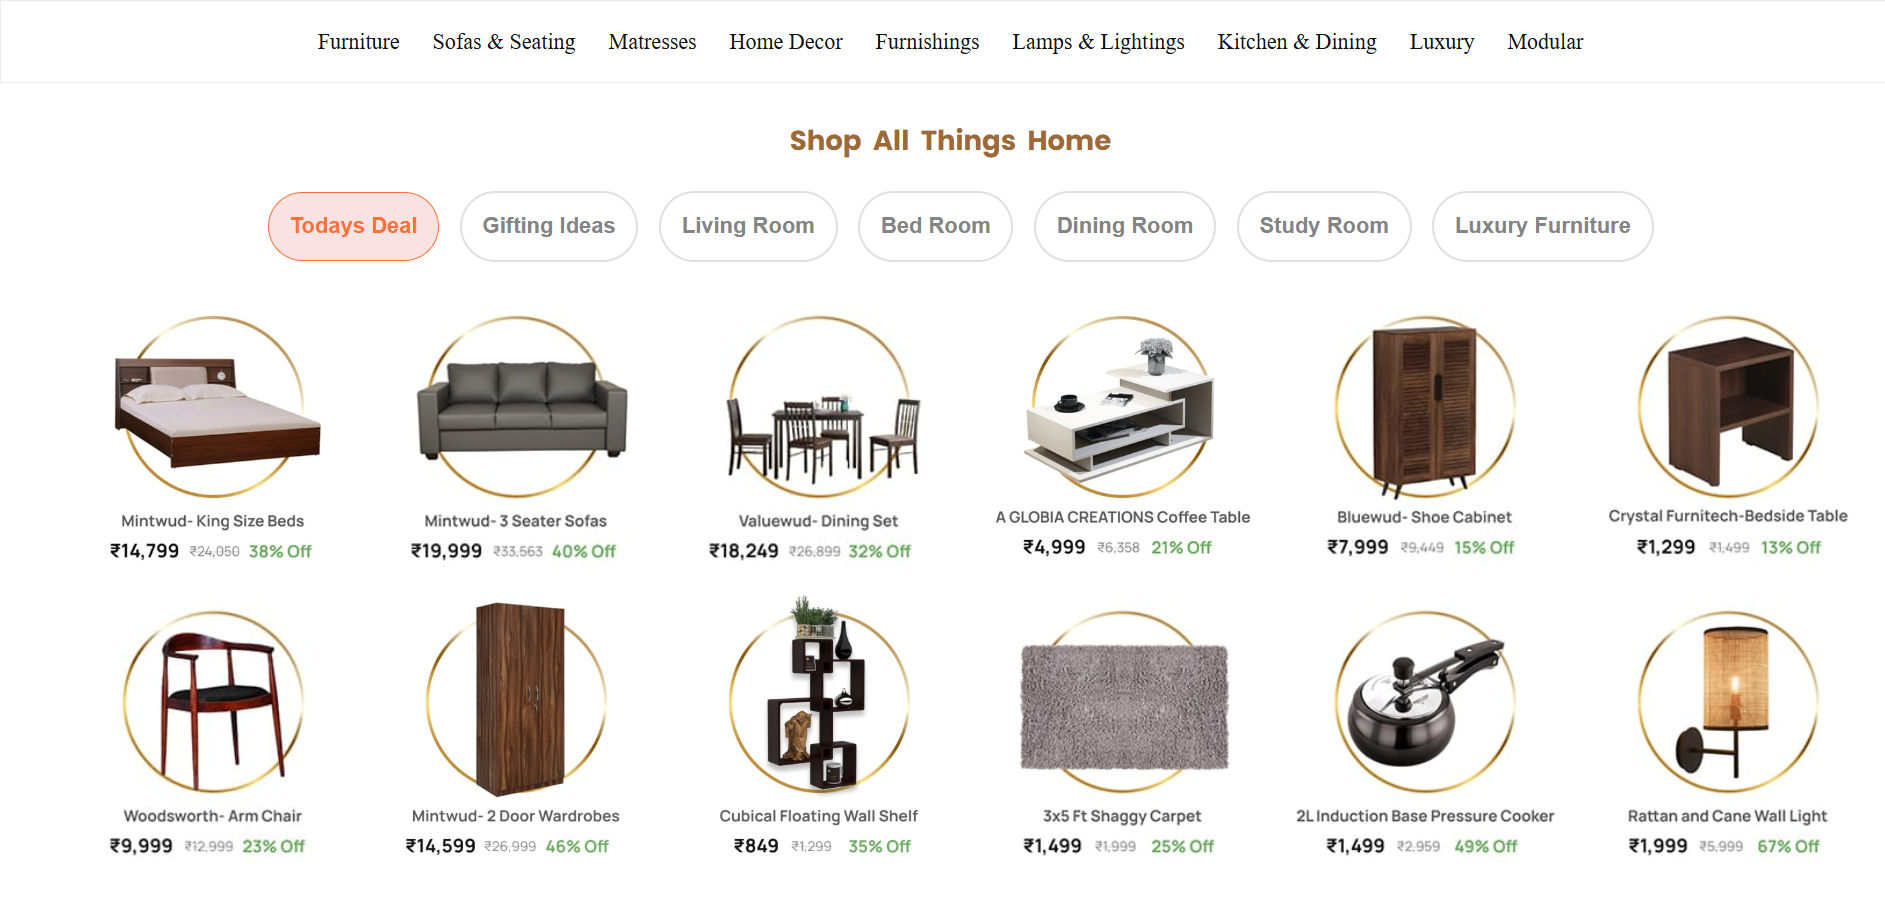 Furniture Sofas & Seating Matresses Home Decor Furnishings Lamps & Lightings Kitchen & Dining Luxury Modular
Shop All Things Home
Todays Deal Gifting Ideas Living Room Bed Room Dining Room Study Room Luxury Furniture
Mintwud- King Size Beds
₹14,799 ₹24,050 38% Off
Mintwud- 3 Seater Sofas
₹19,999 ₹33,563 40% Off
Valuewud- Dining Set
₹18,249 ₹26,899 32% Off
A GLOBIA CREATIONS Coffee Table
₹4,999 ₹6,358 21% Off
Bluewud- Shoe Cabinet
₹7,999 ₹9,449 15% Off
Crystal Furnitech-Bedside Table
₹1,299 ₹1,499 13% Off
Woodsworth- Arm Chair
₹9,999 ₹12,999 23% Off
Mintwud- 2 Door Wardrobes
₹14,599 ₹26,999 46% Off
Cubical Floating Wall Shelf
₹849 ₹1,299 35% Off
3x5 Ft Shaggy Carpet
₹1,499 ₹1,999 25% Off
2L Induction Base Pressure Cooker
₹1,499 ₹2,959 49% Off
Rattan and Cane Wall Light
₹1,999 ₹5,999 67% Off